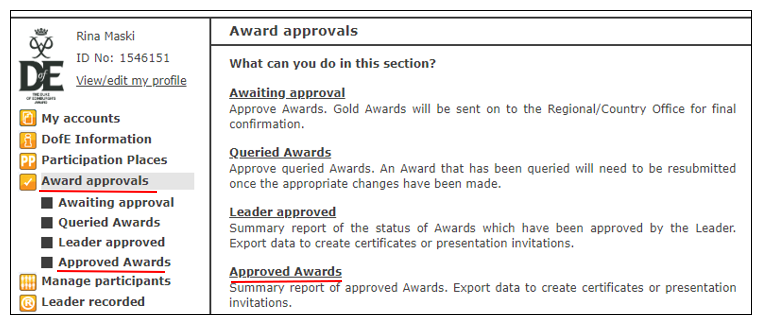 Rina Maski
ID No: 1546151
View/edit my profile
DofE
THE DUKE
OF EDINBURGH'S
AWARD
My accounts
DofE Information
PP Participation Places
Award approvals
Awaiting approval
Queried Awards
Leader approved
Approved Awards
Manage participants
Leader recorded
Award approvals
What can you do in this section?
Awaiting approval
Approve Awards. Gold Awards will be sent on to the Regional/Country Office for final
confirmation.
Queried Awards
Approve queried Awards. An Award that has been queried will need to be resubmitted
once the appropriate changes have been made.
Leader approved
Summary report of the status of Awards which have been approved by the Leader.
Export data to create certificates or presentation invitations.
Approved Awards
Summary report of approved Awards. Export data to create certificates or presentation
invitations.